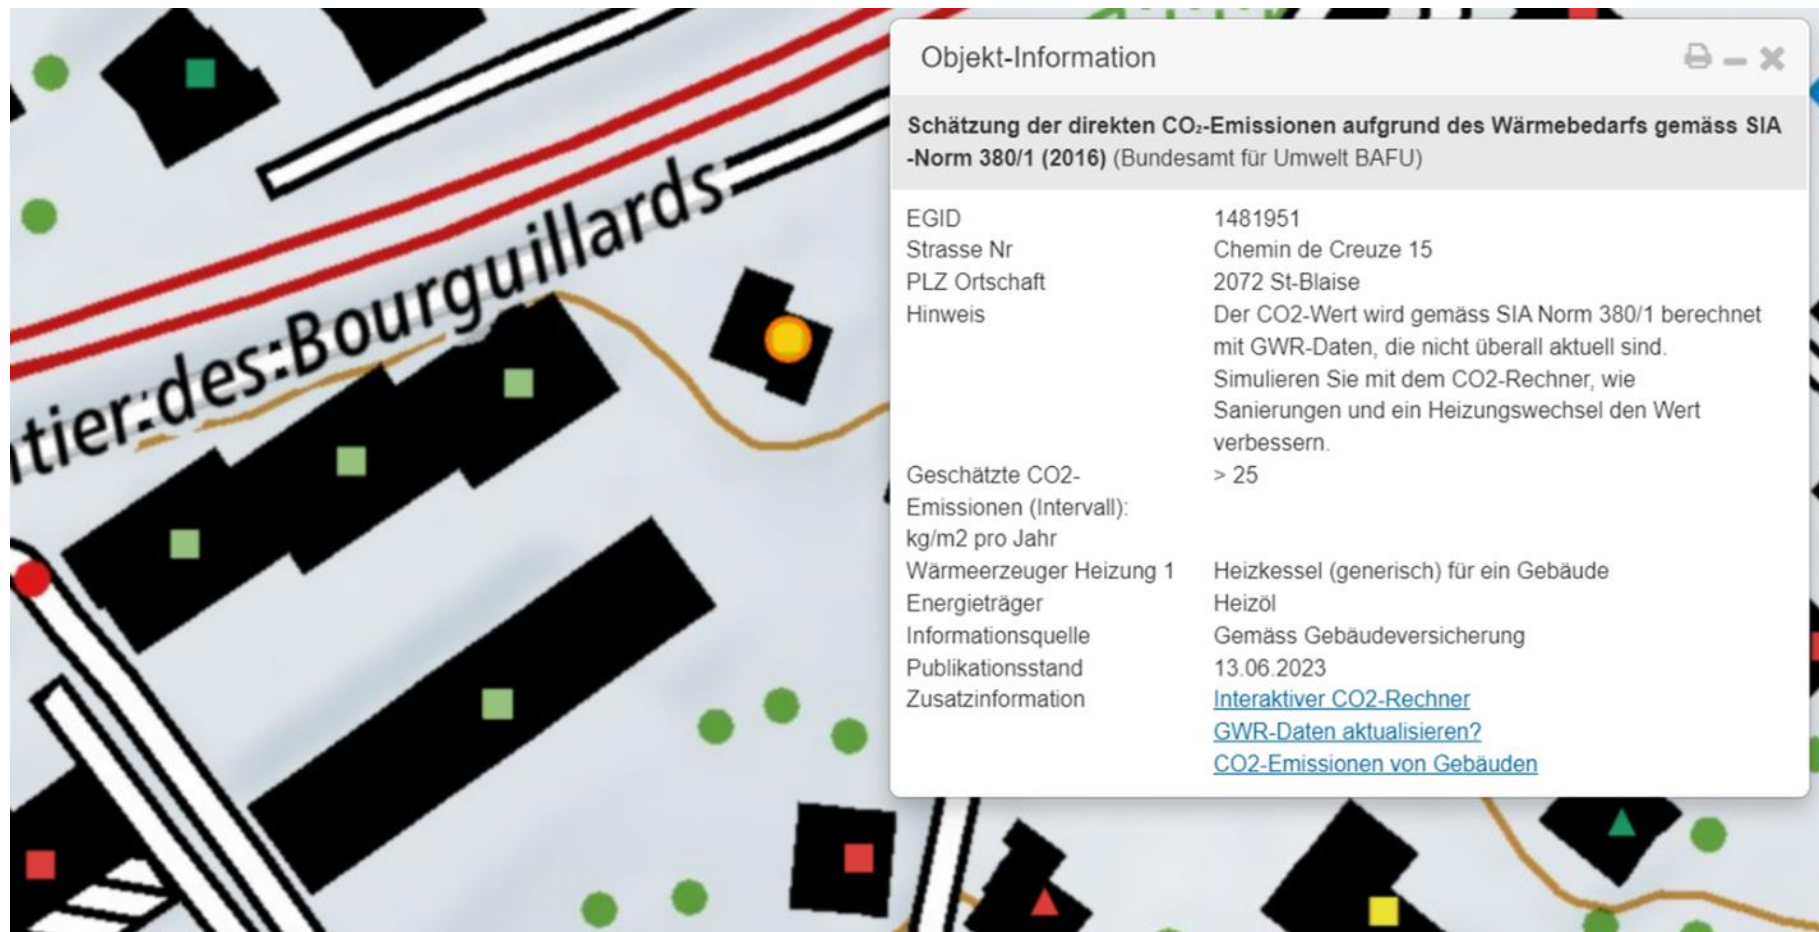 ntier:des:Bourguillards
Objekt-Information
Schätzung der direkten CO₂-Emissionen aufgrund des Wärmebedarfs gemäss SIA
-Norm 380/1 (2016) (Bundesamt für Umwelt BAFU)
EGID 1481951
Strasse Nr Chemin de Creuze 15
PLZ Ortschaft 2072 St-Blaise
Hinweis Der CO2-Wert wird gemäss SIA Norm 380/1 berechnet
mit GWR-Daten, die nicht überall aktuell sind.
Simulieren Sie mit dem CO2-Rechner, wie
Sanierungen und ein Heizungswechsel den Wert
verbessern.
Geschätzte CO2- > 25
Emissionen (Intervall):
kg/m2 pro Jahr
Wärmeerzeuger Heizung 1 Heizkessel (generisch) für ein Gebäude
Energieträger Heizöl
Informationsquelle Gemäss Gebäudeversicherung
Publikationsstand 13.06.2023
Zusatzinformation Interaktiver CO2-Rechner
GWR-Daten aktualisieren?
CO2-Emissionen von Gebäuden